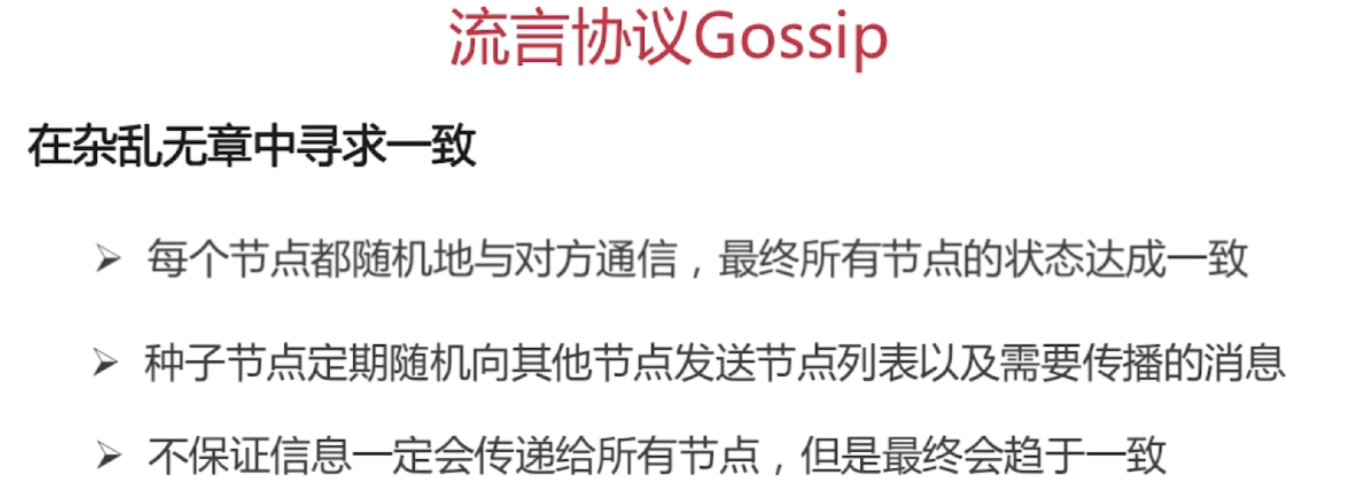 流言协议Gossip
在杂乱无章中寻求一致
每个节点都随机地与对方通信，最终所有节点的状态达成一致
种子节点定期随机向其他节点发送节点列表以及需要传播的消息
不保证信息一定会传递给所有节点，但是最终会趋于一致